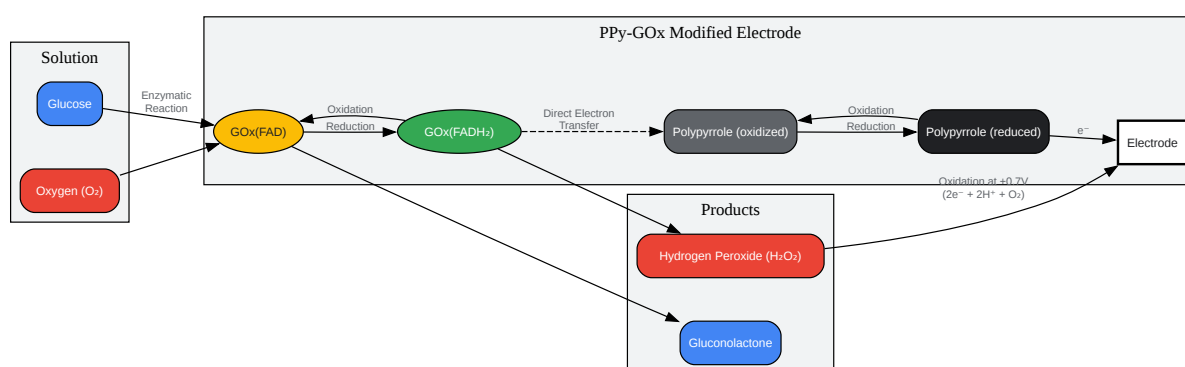 PPy-GOx Modified Electrode
Solution
Glucose
Enzymatic
Reaction
Oxygen (O₂)
GOx(FAD)
Oxidation
Reduction
GOx(FADH₂)
Direct Electron
Transfer
Polypyrrole (oxidized)
Oxidation
Reduction
Polypyrrole (reduced)
e⁻
Electrode
Oxidation at +0.7V
(2e⁻ + 2H⁺ + O₂)
Products
Hydrogen Peroxide (H₂O₂)
Gluconolactone